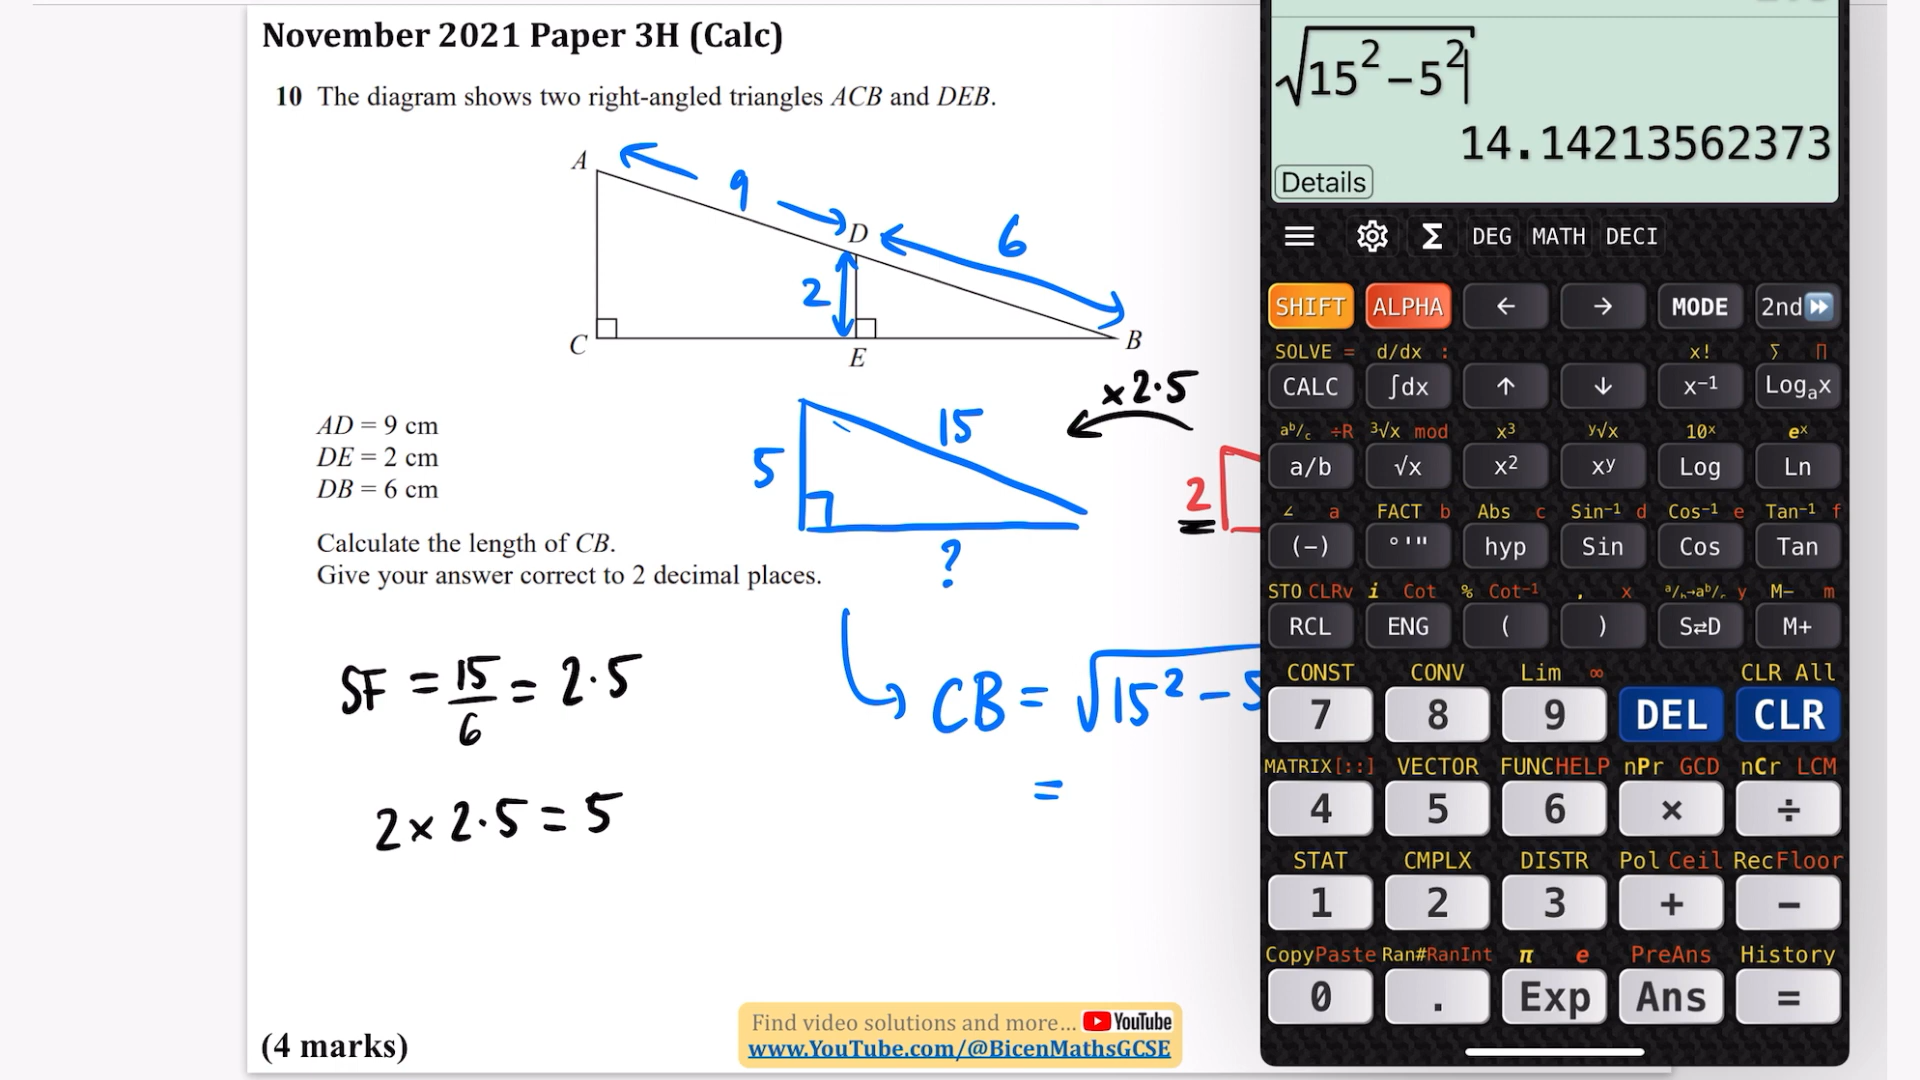 November 2021 Paper 3H (Calc)
10 The diagram shows two right-angled triangles ACB and DEB.
A
9
D
6
2
C
E
B
×2·5
AD = 9 cm
DE = 2 cm
DB = 6 cm
15
5
2
?
Calculate the length of CB.
Give your answer correct to 2 decimal places.
SF = 15/6 = 2·5
CB = √15² − 5
=
2 × 2·5 = 5
(4 marks)
Find video solutions and more... YouTube
www.YouTube.com/@BicenMathsGCSE
√15²−5²
14.14213562373
Details
DEG MATH DECI
SHIFT ALPHA ← → MODE 2nd
SOLVE = d/dx : x! ∑ ∏
CALC ∫dx ↑ ↓ x⁻¹ Logₐx
aᵇ/꜀ ÷R ³√x mod x³ ʸ√x 10ˣ eˣ
a/b √x x² xʸ Log Ln
∠ a FACT b Abs c Sin⁻¹ d Cos⁻¹ e Tan⁻¹ f
(−) °'" hyp Sin Cos Tan
STO CLRv i Cot % Cot⁻¹ , x y M− m
RCL ENG ( ) S⇄D M+
CONST CONV Lim ∞ CLR All
7 8 9 DEL CLR
MATRIX[::] VECTOR FUNC HELP nPr GCD nCr LCM
4 5 6 × ÷
STAT CMPLX DISTR Pol Ceil Rec Floor
1 2 3 + −
Copy Paste Ran# RanInt π e PreAns History
0 . Exp Ans =